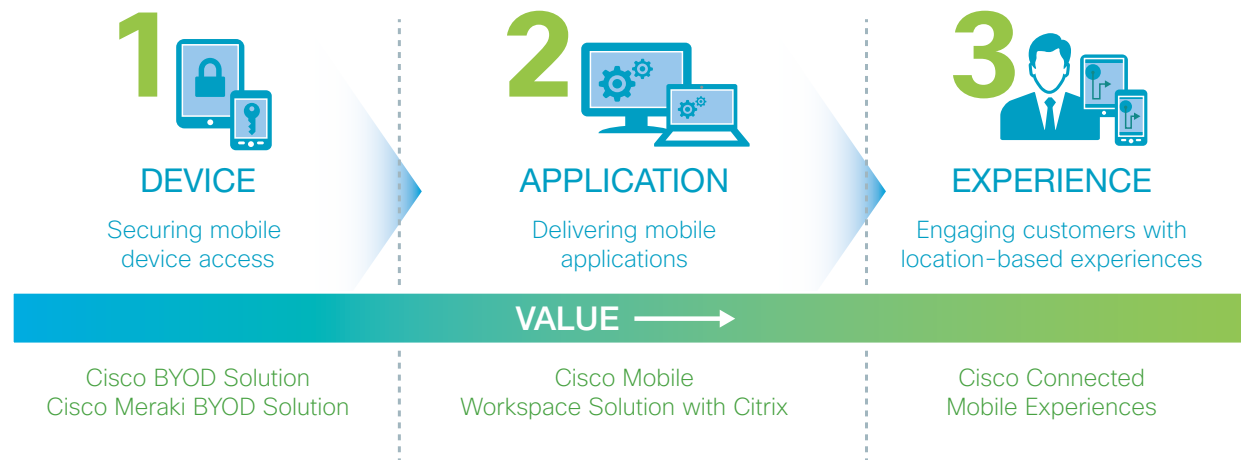 1
DEVICE
Securing mobile
device access
2
APPLICATION
Delivering mobile
applications
3
EXPERIENCE
Engaging customers with
location-based experiences
VALUE
Cisco BYOD Solution
Cisco Meraki BYOD Solution
Cisco Mobile
Workspace Solution with Citrix
Cisco Connected
Mobile Experiences